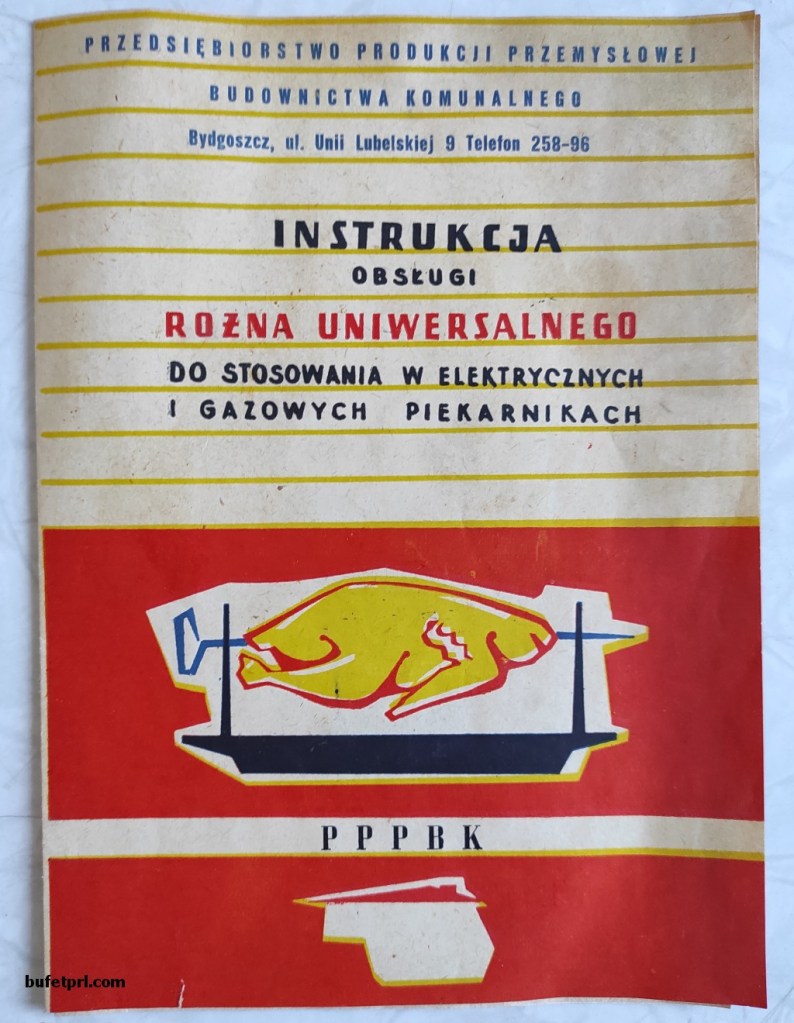 PRZEDSIĘBIORSTWO PRODUKCJI PRZEMYSŁOWEJ
BUDOWNICTWA KOMUNALNEGO
Bydgoszcz, ul. Unii Lubelskiej 9 Telefon 258-96
INSTRUKCJA
OBSŁUGI
ROŻNA UNIWERSALNEGO
DO STOSOWANIA W ELEKTRYCZNYCH
I GAZOWYCH PIEKARNIKACH
PPPBK
bufetprl.com